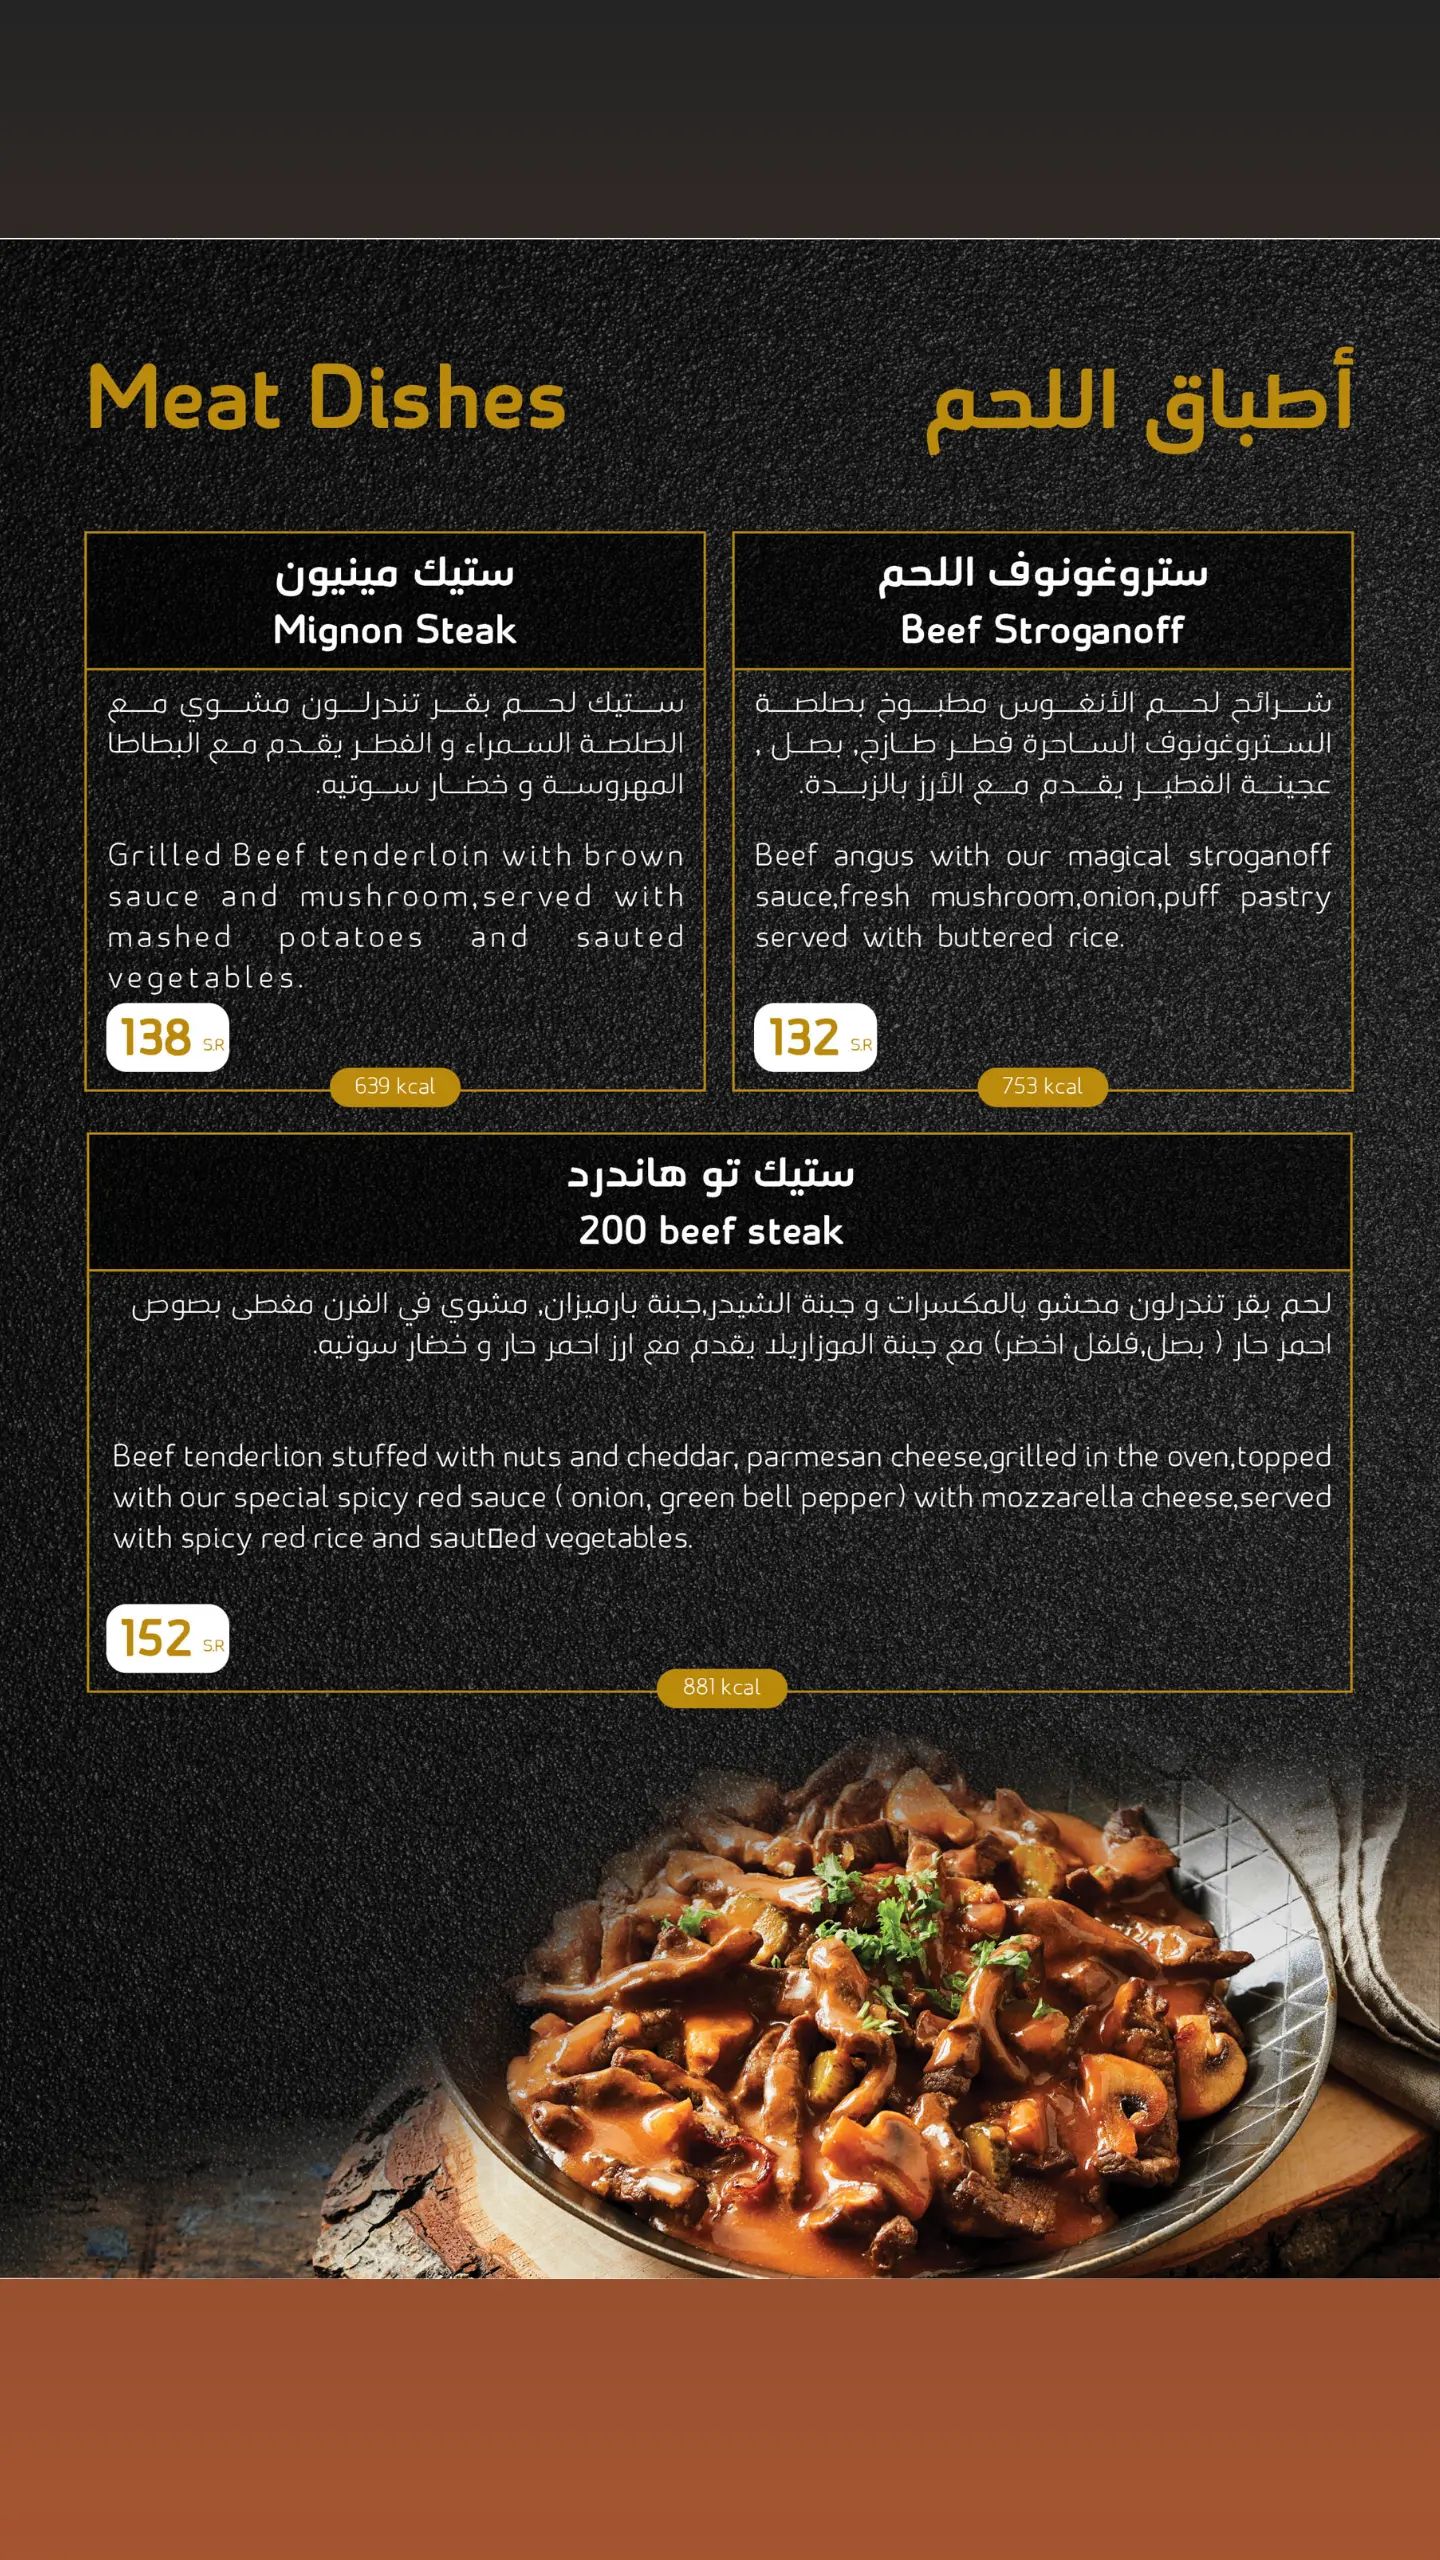 Meat Dishes
أطباق اللحم
ستيك مينيون
Mignon Steak
ستيك لحم بقر تندرلون مشوي مع
الصلصة السمراء و الفطر يقدم مع البطاطا
المهروسة و خضار سوتيه.
Grilled Beef tenderloin with brown
sauce and mushroom,served with
mashed potatoes and sauted
vegetables.
138 S.R
639 kcal
ستروغونوف اللحم
Beef Stroganoff
شرائح لحم الأنغوس مطبوخ بصلصة
الستروغونوف الساحرة فطر طازج, بصل ,
عجينة الفطير يقدم مع الأرز بالزبدة.
Beef angus with our magical stroganoff
sauce,fresh mushroom,onion,puff pastry
served with buttered rice.
132 S.R
753 kcal
ستيك تو هاندرد
200 beef steak
لحم بقر تندرلون محشو بالمكسرات و جبنة الشيدر,جبنة بارميزان, مشوي في الفرن مغطى بصوص
احمر حار ( بصل,فلفل اخضر) مع جبنة الموزاريلا يقدم مع ارز احمر حار و خضار سوتيه.
Beef tenderlion stuffed with nuts and cheddar, parmesan cheese,grilled in the oven,topped
with our special spicy red sauce ( onion, green bell pepper) with mozzarella cheese,served
with spicy red rice and saut▯ed vegetables.
152 S.R
881 kcal